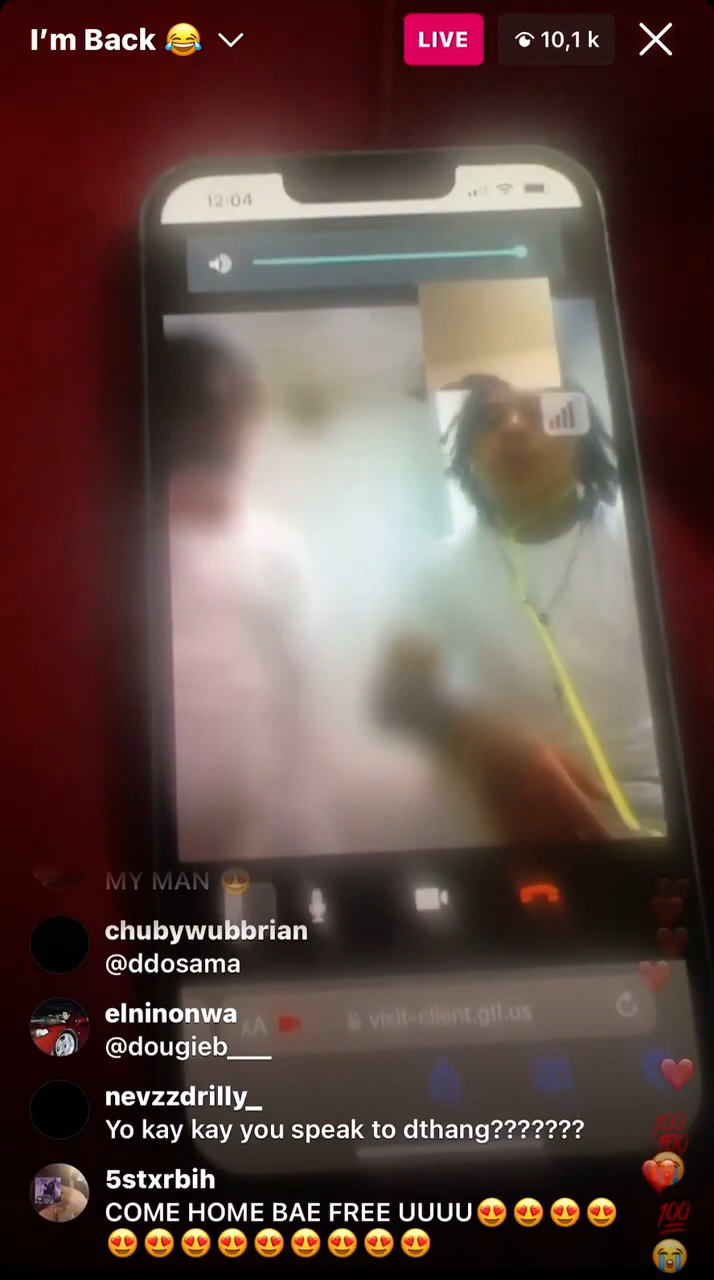 I'm Back 😂
LIVE
10,1 k
12:04
MY MAN 😍
chubywubbrian
@ddosama
elninonwa
@dougieb____
AA
visit-client.gtl.us
nevzzdrilly_
Yo kay kay you speak to dthang???????
5stxrbih
COME HOME BAE FREE UUUU😍😍😍😍
😍😍😍😍😍😍😍😍😍
💯
💯
💯